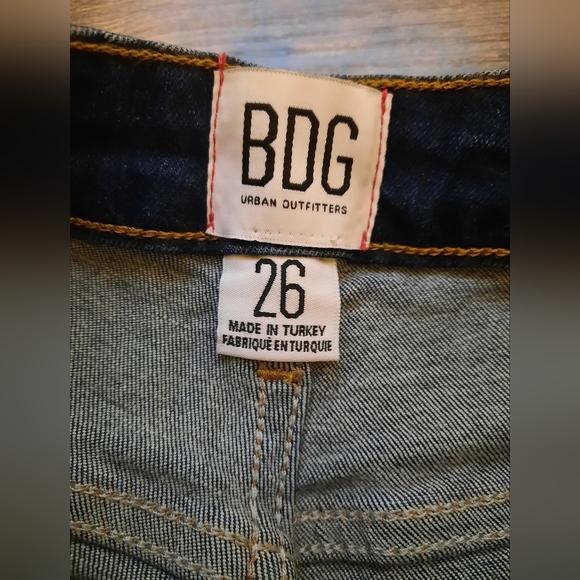 BDG
URBAN OUTFITTERS
26
MADE IN TURKEY
FABRIQUÉ EN TURQUIE